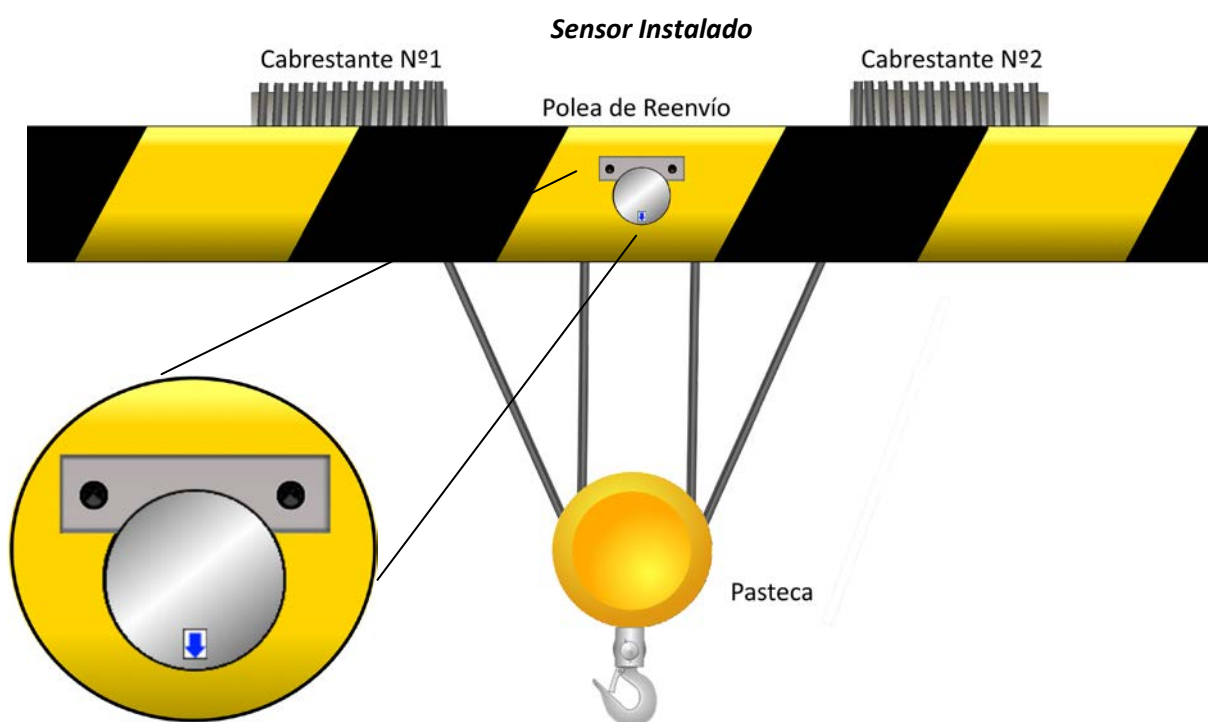 Sensor Instalado
Cabrestante Nº1
Cabrestante Nº2
Polea de Reenvío
Pasteca